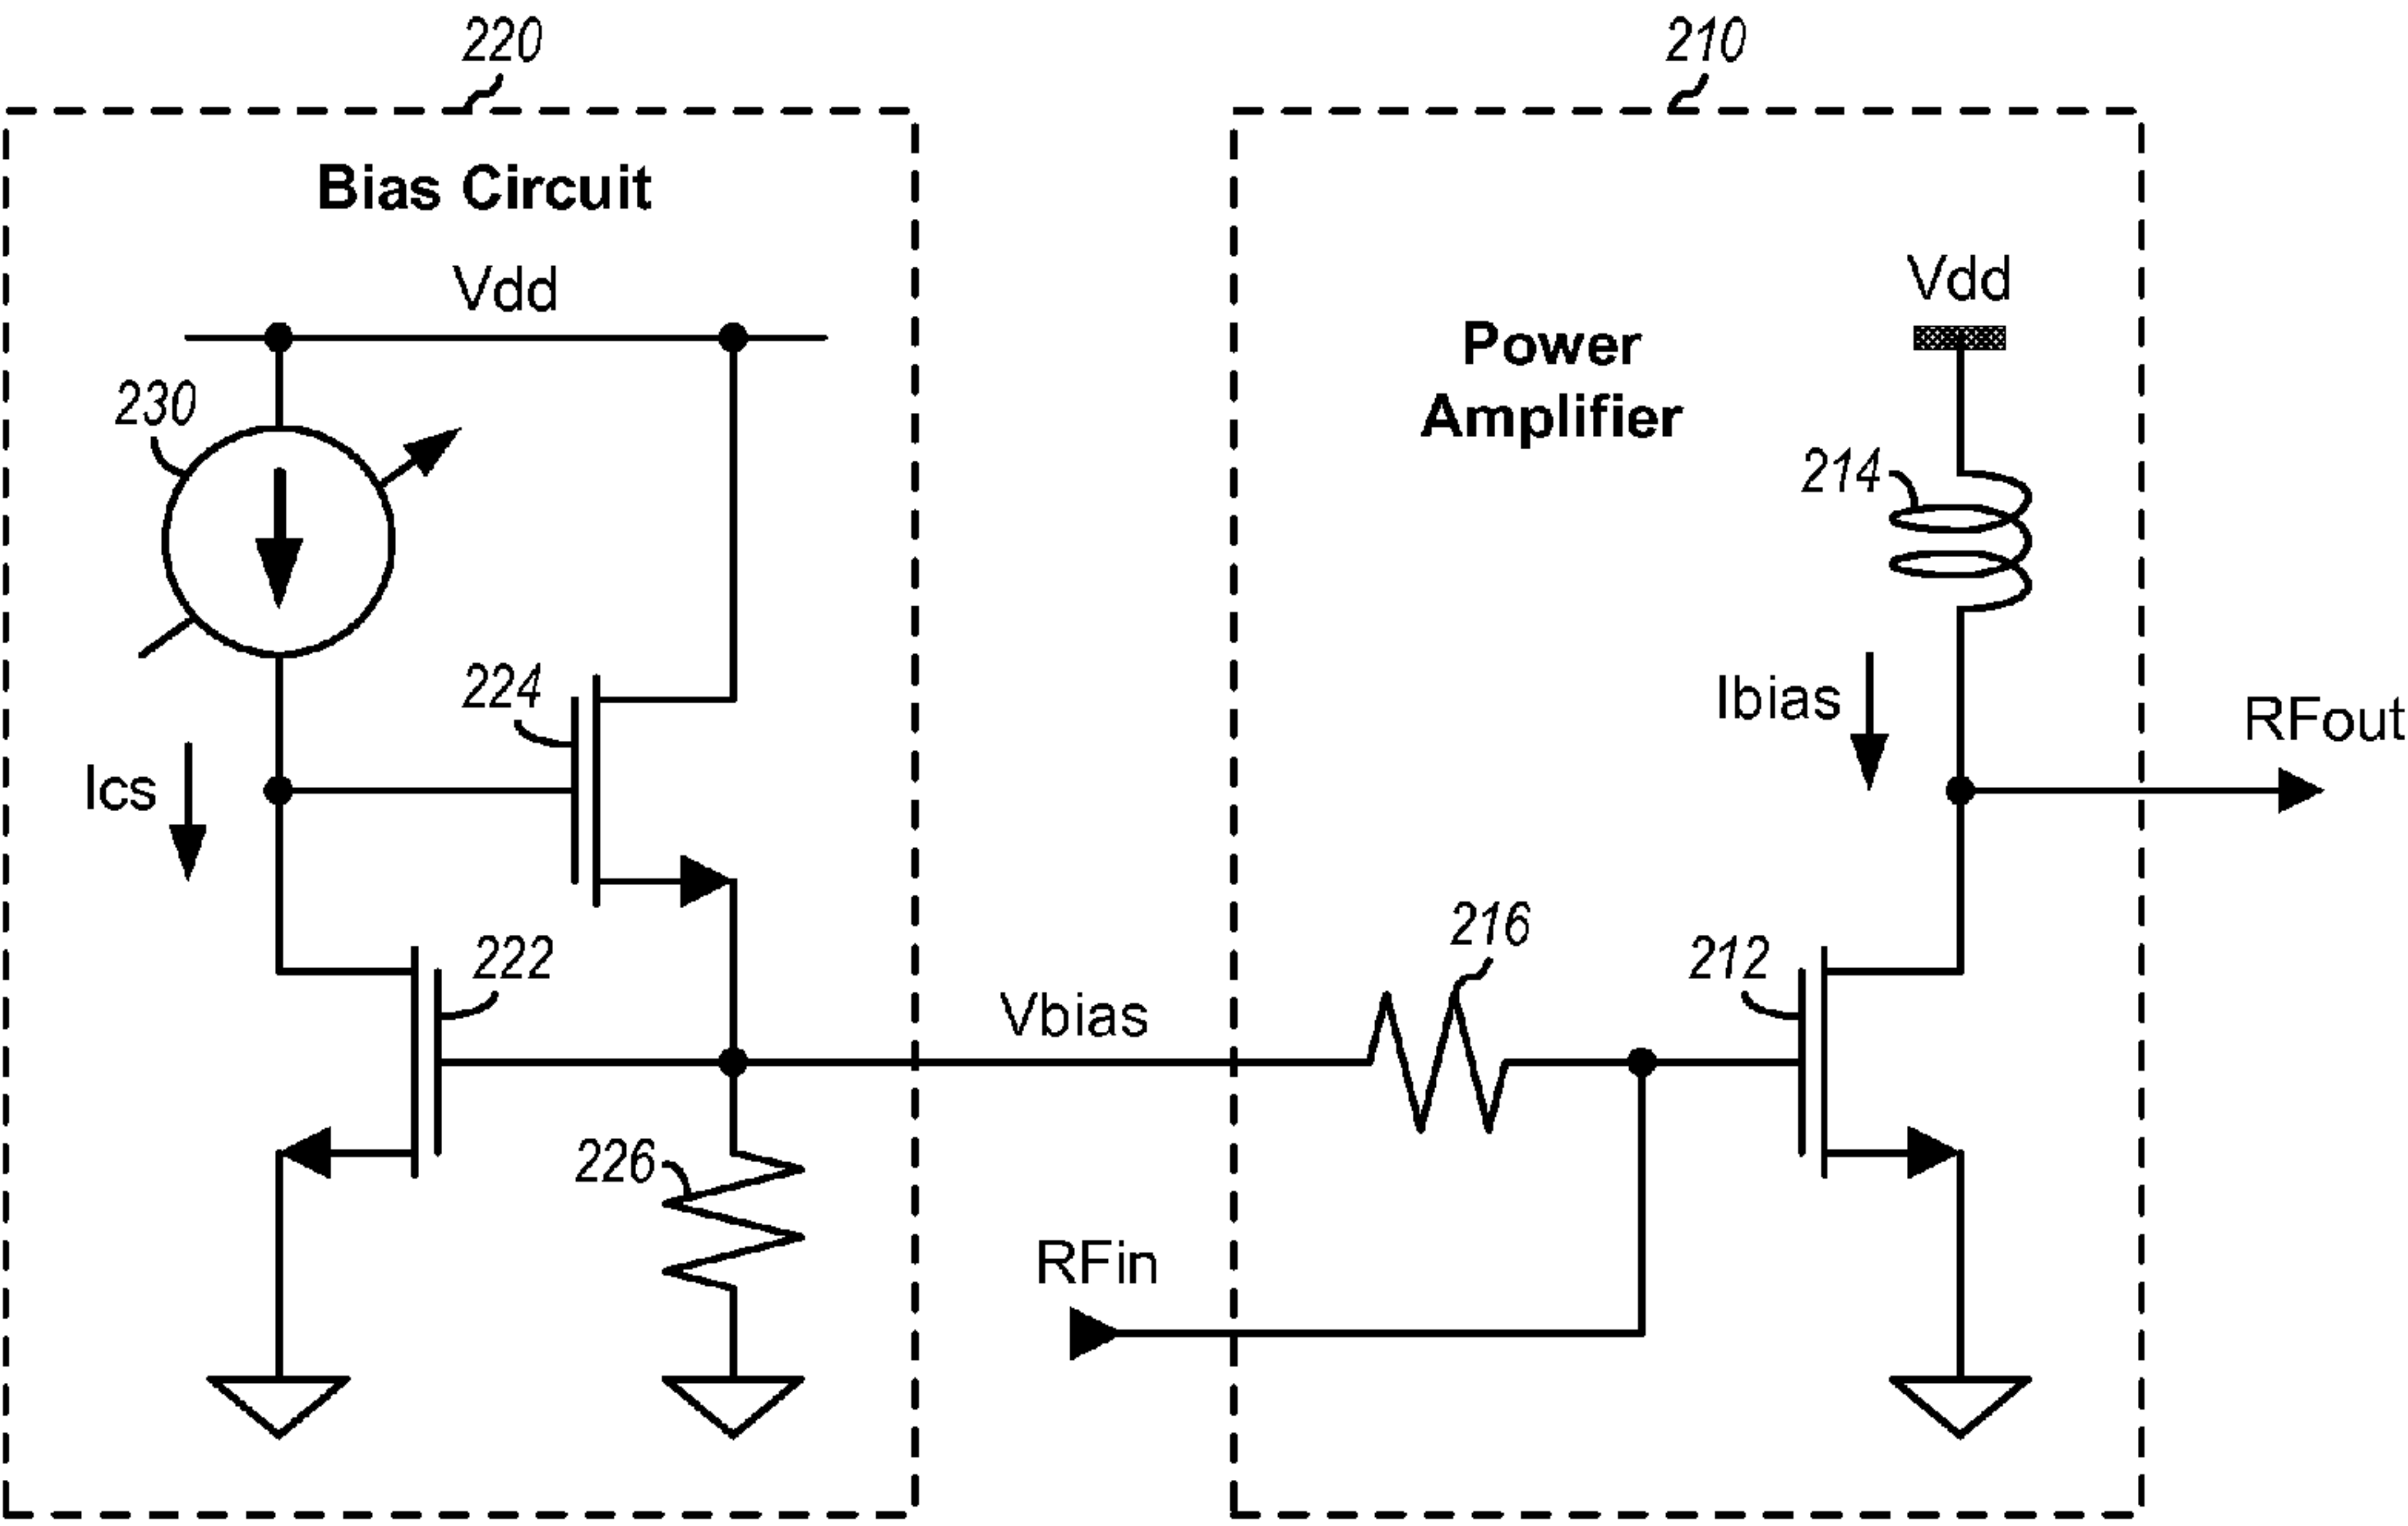 220
210
Bias Circuit
Vdd
Vdd
Power
Amplifier
230
214
224
Ibias
RFout
Ics
216
222
212
Vbias
226
RFin